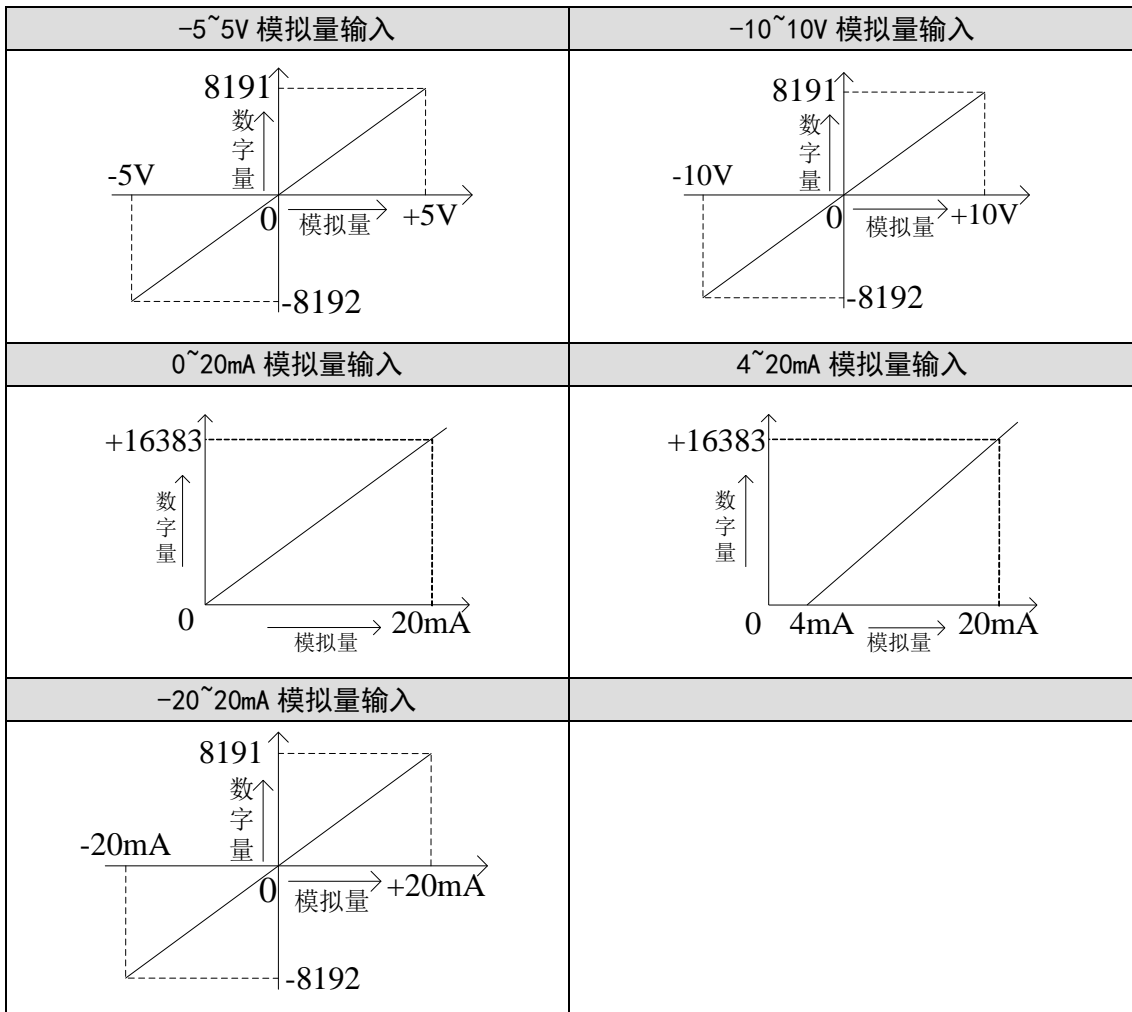 -5~5V 模拟量输入
-10~10V 模拟量输入
8191
数字量
-5V
0
模拟量
+5V
-8192
8191
数字量
-10V
0
模拟量
+10V
-8192
0~20mA 模拟量输入
4~20mA 模拟量输入
+16383
数字量
0
模拟量
20mA
+16383
数字量
0
4mA
模拟量
20mA
-20~20mA 模拟量输入
8191
数字量
-20mA
0
模拟量
+20mA
-8192